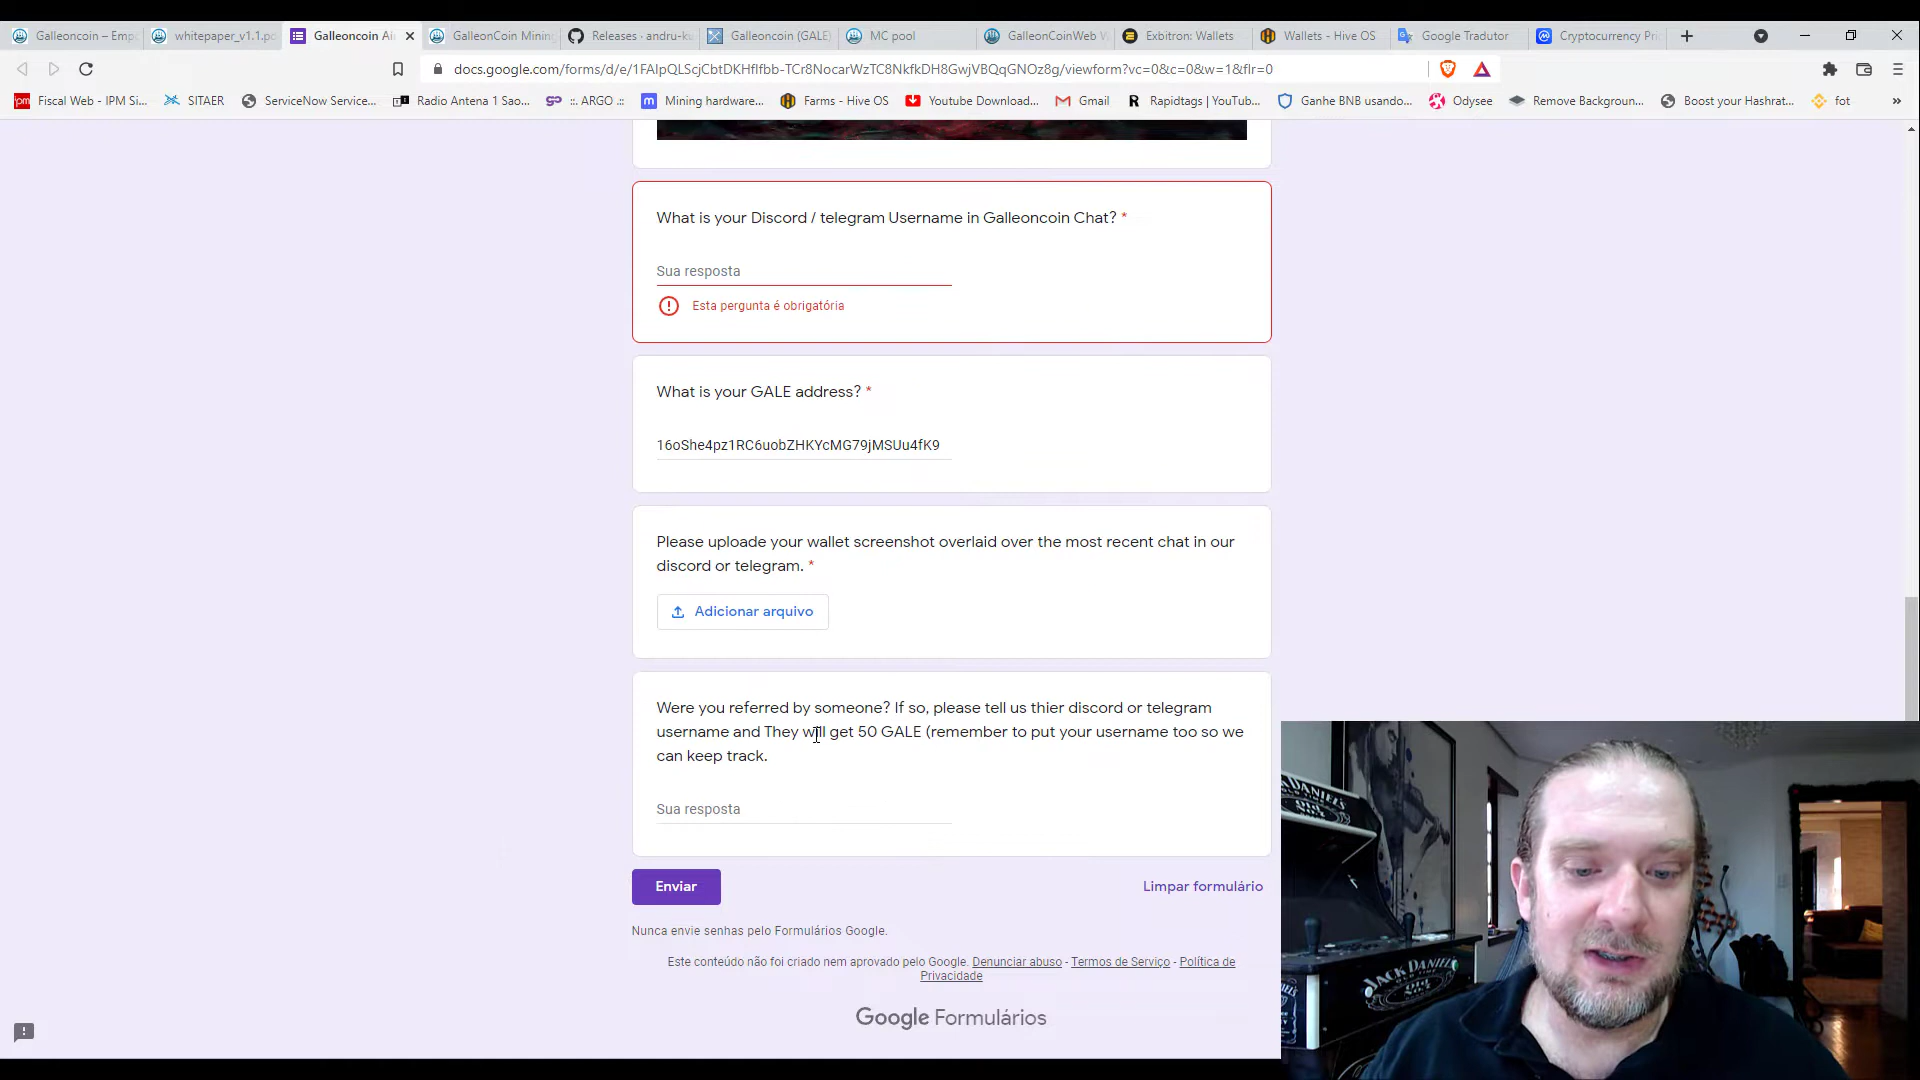 Galleoncoin – Emp
whitepaper_v1.1.pd
Galleoncoin Ai
GalleonCoin Minin
Releases · andru-ku
Galleoncoin (GALE)
MC pool
GalleonCoinWeb W
Exbitron: Wallets
Wallets - Hive OS
Google Tradutor
Cryptocurrency Pri
docs.google.com/forms/d/e/1FAIpQLScjCbtDKHfIfbb-TCr8NocarWzTC8NkfkDH8GwjVBQqGNOz8g/viewform?vc=0&c=0&w=1&flr=0
Fiscal Web - IPM Si...
SITAER
ServiceNow Service...
Radio Antena 1 Sao...
::. ARGO .::
Mining hardware...
Farms - Hive OS
Youtube Download...
Gmail
Rapidtags | YouTub...
Ganhe BNB usando...
Odysee
Remove Backgroun...
Boost your Hashrat...
fot
What is your Discord / telegram Username in Galleoncoin Chat? *
Sua resposta
Esta pergunta é obrigatória
What is your GALE address? *
16oShe4pz1RC6uobZHKYcMG79jMSUu4fK9
Please uploade your wallet screenshot overlaid over the most recent chat in our
discord or telegram. *
Adicionar arquivo
Were you referred by someone? If so, please tell us thier discord or telegram
username and They will get 50 GALE (remember to put your username too so we
can keep track.
Sua resposta
Enviar
Limpar formulário
Nunca envie senhas pelo Formulários Google.
Este conteúdo não foi criado nem aprovado pelo Google. Denunciar abuso - Termos de Serviço - Política de
Privacidade
Google Formulários
JACK DANIEL'S